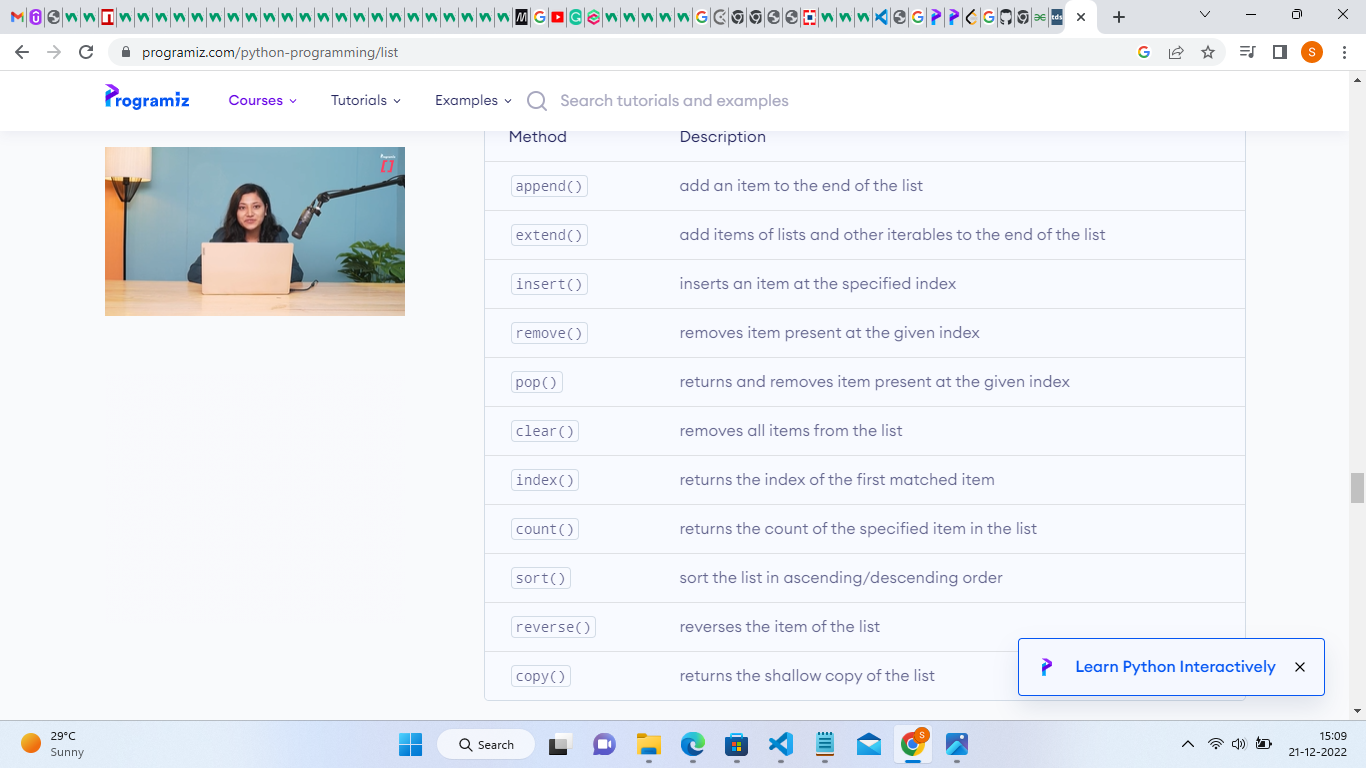 programiz.com/python-programming/list
S
Programiz
Courses
Tutorials
Examples
Search tutorials and examples
Method Description
append() add an item to the end of the list
extend() add items of lists and other iterables to the end of the list
insert() inserts an item at the specified index
remove() removes item present at the given index
pop() returns and removes item present at the given index
clear() removes all items from the list
index() returns the index of the first matched item
count() returns the count of the specified item in the list
sort() sort the list in ascending/descending order
reverse() reverses the item of the list
copy() returns the shallow copy of the list
Learn Python Interactively
29°C
Sunny
Search
S
15:09
21-12-2022